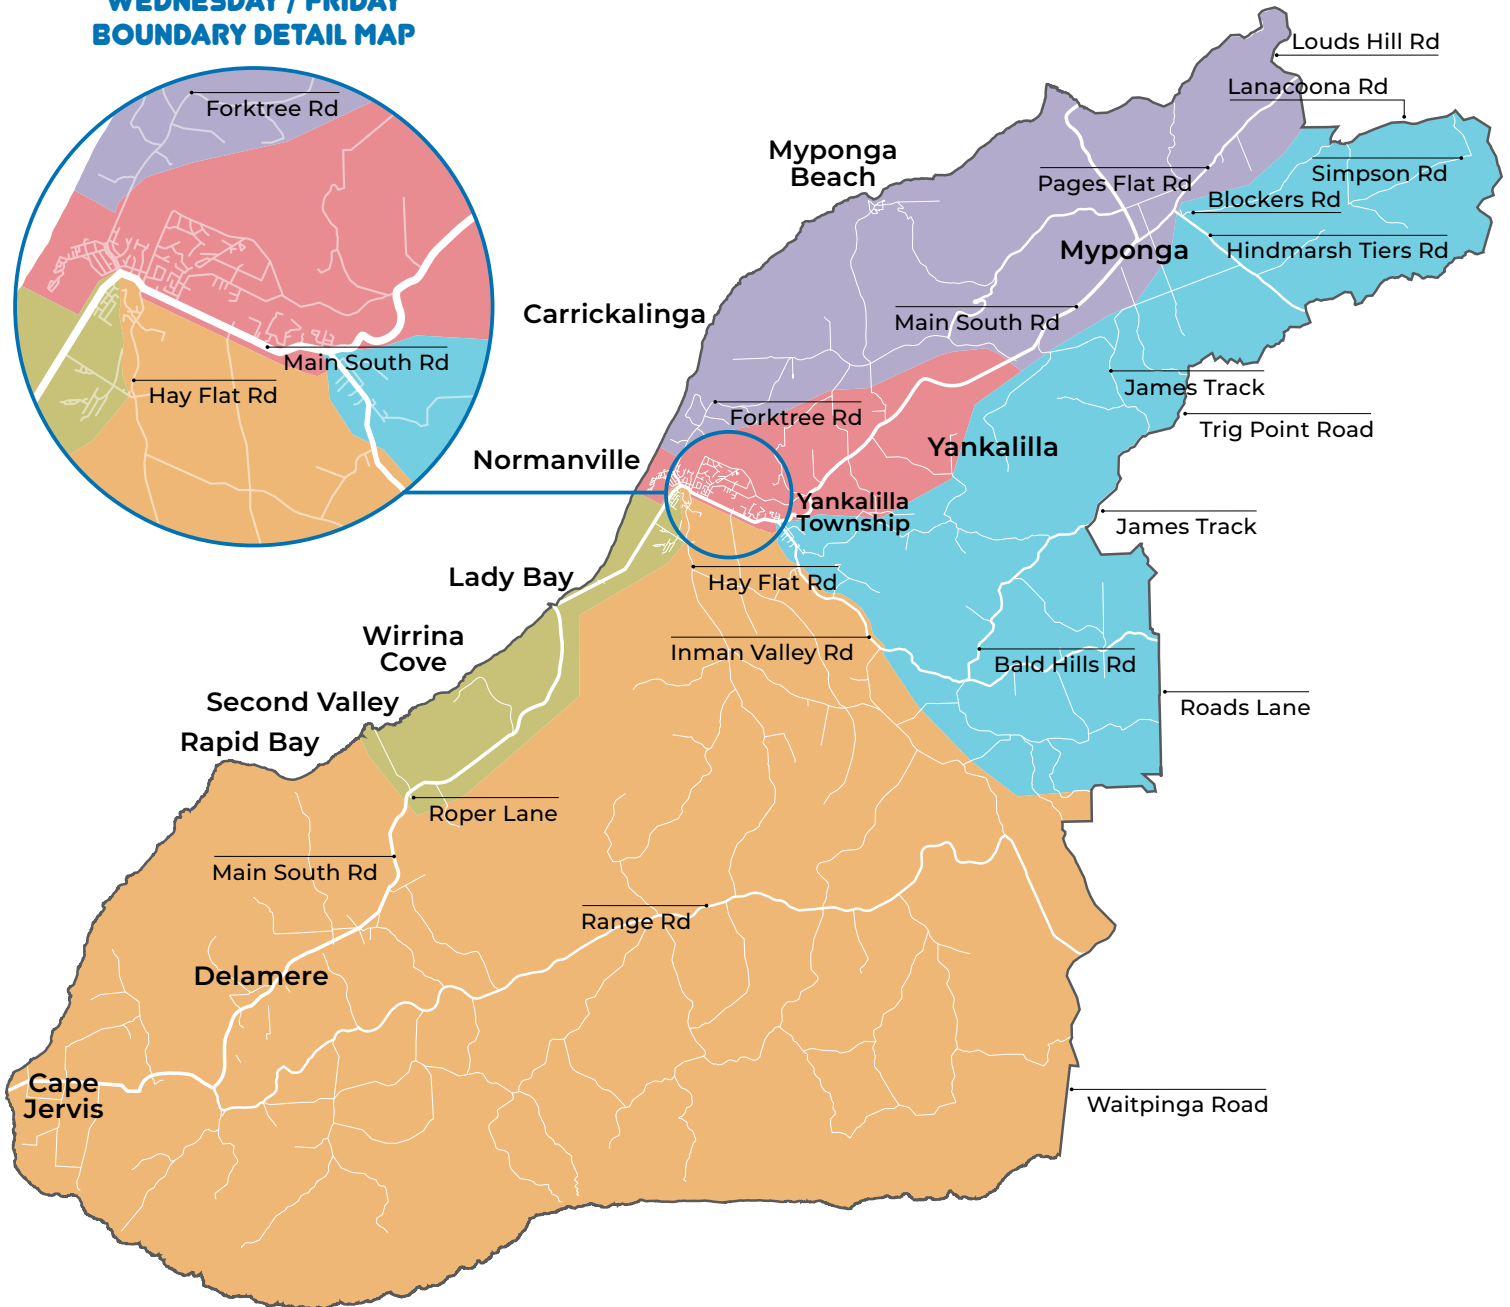 WEDNESDAY / FRIDAY
BOUNDARY DETAIL MAP
Forktree Rd
Main South Rd
Hay Flat Rd
Louds Hill Rd
Lanacoona Rd
Myponga
Beach
Pages Flat Rd
Simpson Rd
Blockers Rd
Myponga
Hindmarsh Tiers Rd
Carrickalinga
Main South Rd
James Track
Forktree Rd
Trig Point Road
Yankalilla
Normanville
Yankalilla
Township
James Track
Lady Bay
Hay Flat Rd
Wirrina
Cove
Inman Valley Rd
Bald Hills Rd
Second Valley
Roads Lane
Rapid Bay
Roper Lane
Main South Rd
Range Rd
Delamere
Cape
Jervis
Waitpinga Road